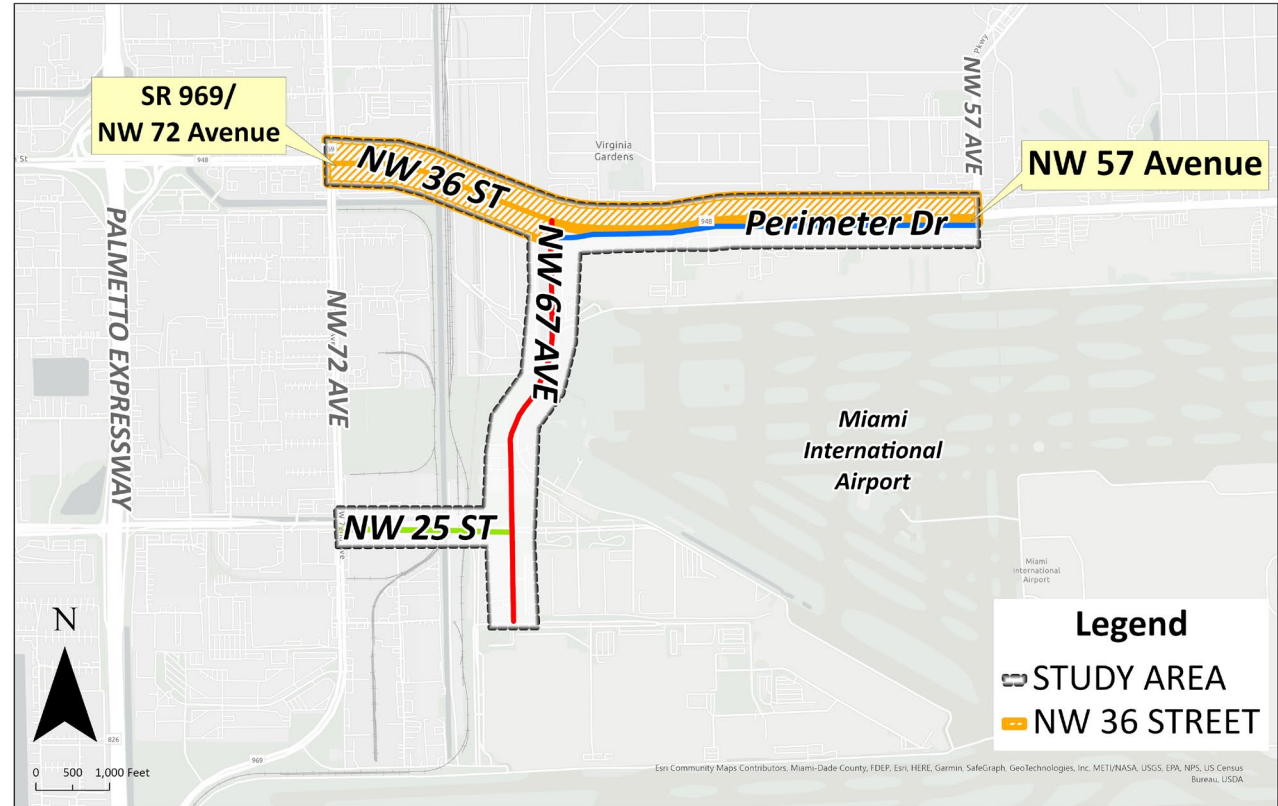 Pkwy
NW 57 AVE
SR 969/
NW 72 Avenue
Virginia
Gardens
NW 57 Avenue
948
NW 36 ST
948
Perimeter Dr
PALMETTO EXPRESSWAY
NW 72 AVE
NW 67 AVE
Miami
International
Airport
NW 25 ST
Miami
International
Airport
N
Legend
STUDY AREA
NW 36 STREET
826
969
0 500 1,000 Feet
Esri Community Maps Contributors, Miami-Dade County, FDEP, Esri, HERE, Garmin, SafeGraph, GeoTechnologies, Inc, METI/NASA, USGS, EPA, NPS, US Census
Bureau, USDA